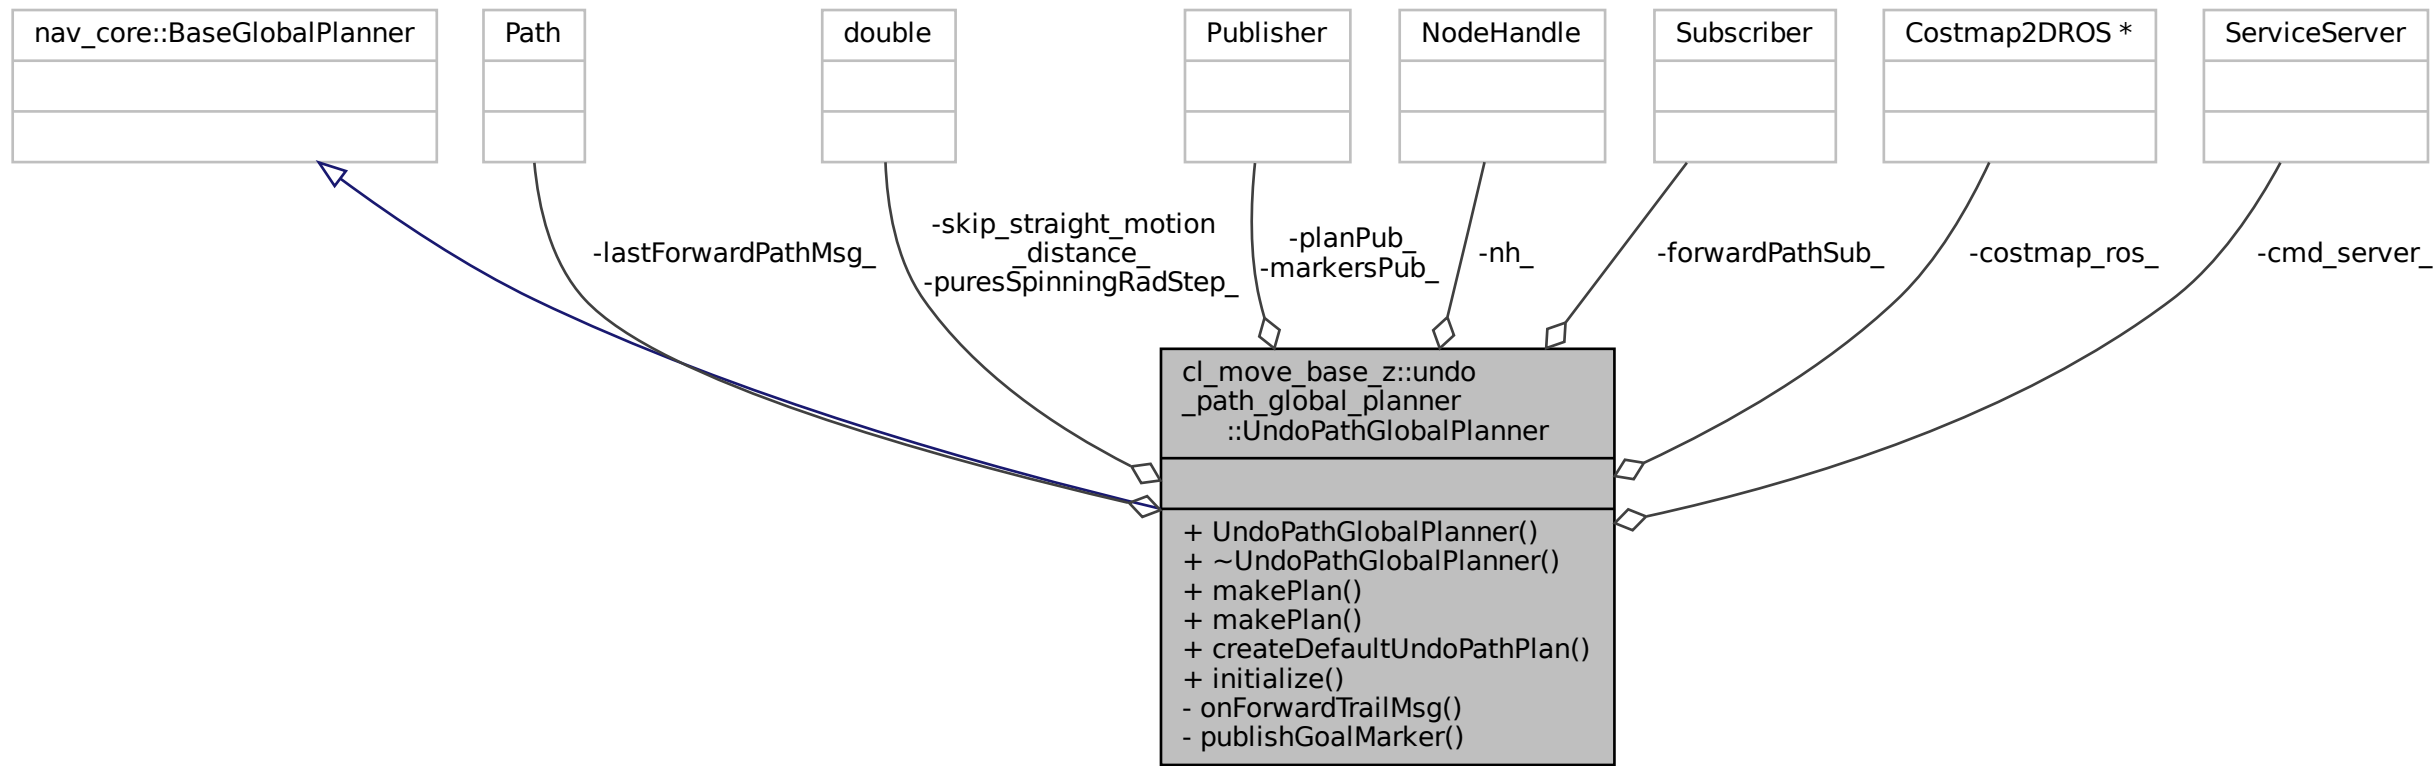 nav_core::BaseGlobalPlanner
Path
double
Publisher
NodeHandle
Subscriber
Costmap2DROS *
ServiceServer
-lastForwardPathMsg_
-skip_straight_motion
_distance_
-puresSpinningRadStep_
-planPub_
-markersPub_
-nh_
-forwardPathSub_
-costmap_ros_
-cmd_server_
cl_move_base_z::undo
_path_global_planner
::UndoPathGlobalPlanner
+ UndoPathGlobalPlanner()
+ ~UndoPathGlobalPlanner()
+ makePlan()
+ makePlan()
+ createDefaultUndoPathPlan()
+ initialize()
- onForwardTrailMsg()
- publishGoalMarker()